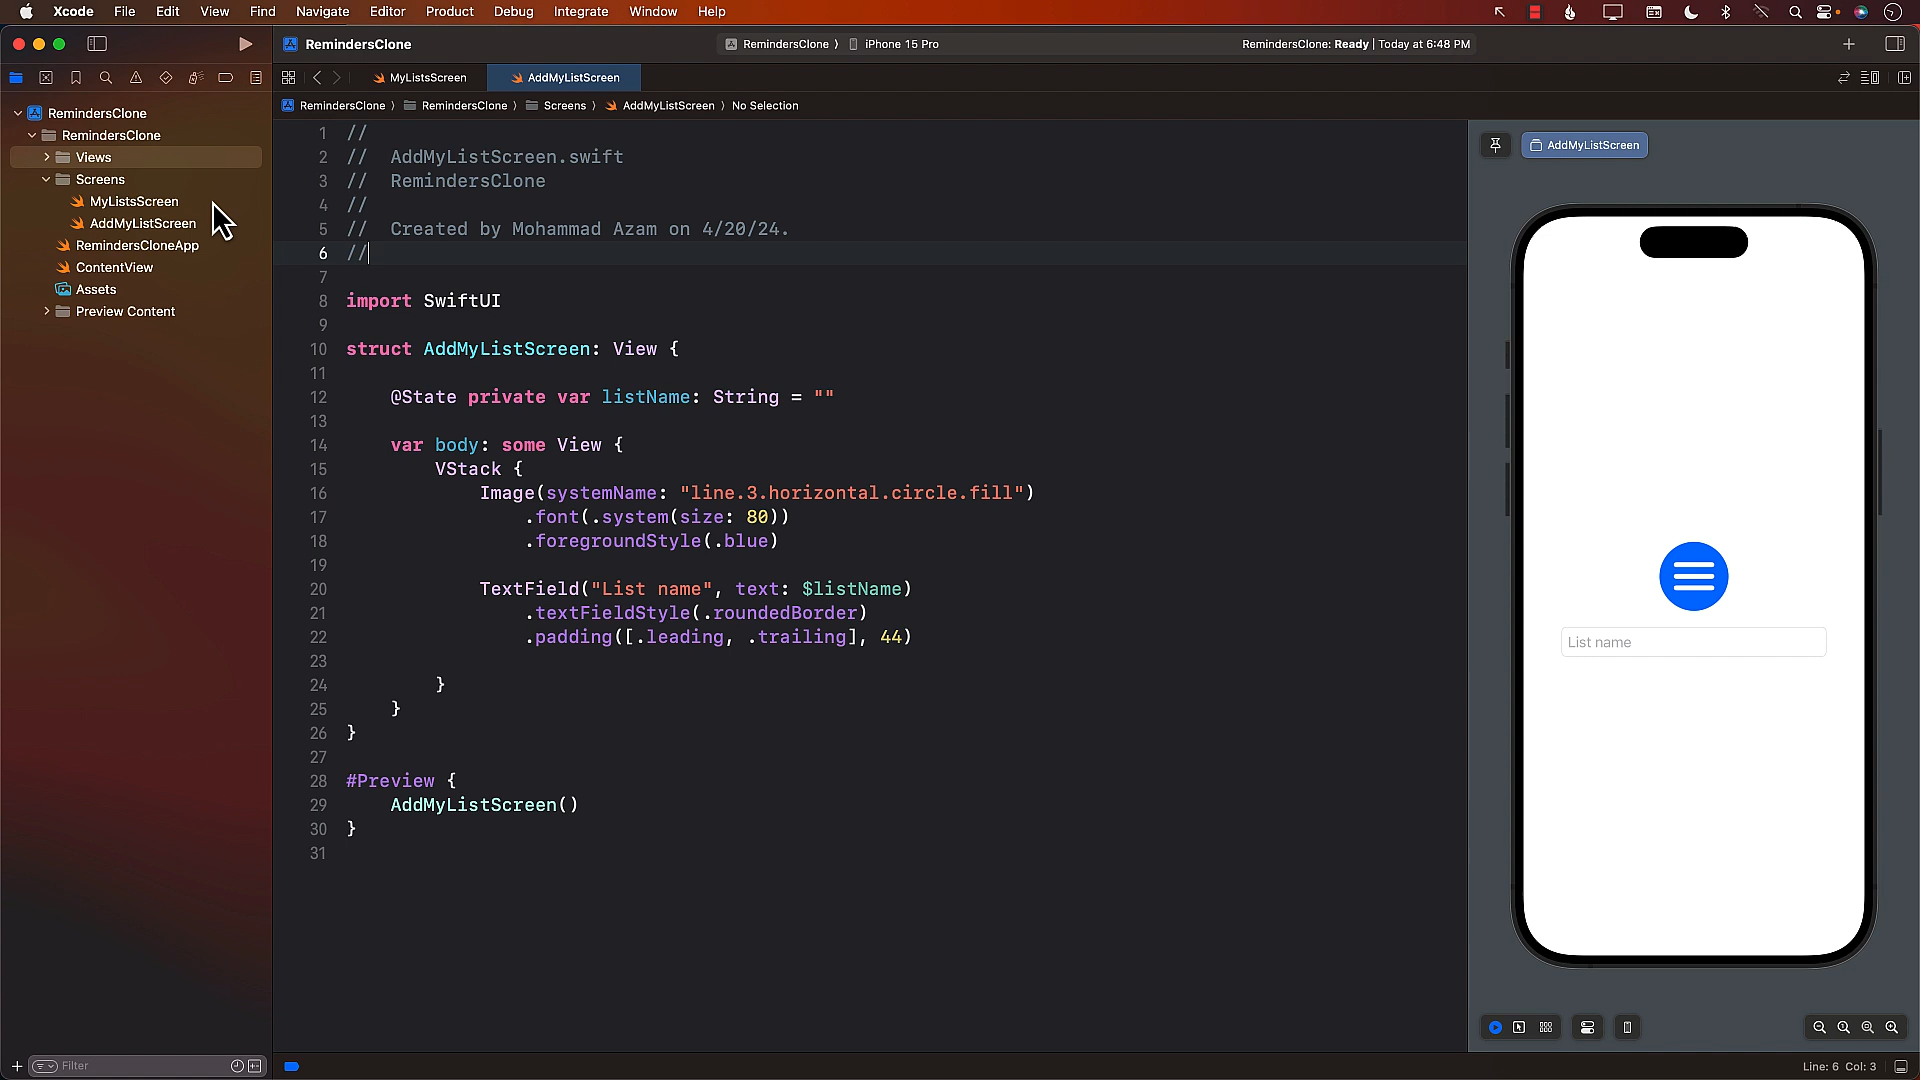 Xcode File Edit View Find Navigate Editor Product Debug Integrate Window Help
RemindersClone
RemindersClone 〉 iPhone 15 Pro
RemindersClone: Ready | Today at 6:48 PM
MyListsScreen
AddMyListScreen
RemindersClone 〉 RemindersClone 〉 Screens 〉 AddMyListScreen 〉 No Selection
RemindersClone
RemindersClone
Views
Screens
MyListsScreen
AddMyListScreen
RemindersCloneApp
ContentView
Assets
Preview Content
Filter
1 //
2 //  AddMyListScreen.swift
3 //  RemindersClone
4 //
5 //  Created by Mohammad Azam on 4/20/24.
6 //
7
8 import SwiftUI
9
10 struct AddMyListScreen: View {
11
12     @State private var listName: String = ""
13
14     var body: some View {
15         VStack {
16             Image(systemName: "line.3.horizontal.circle.fill")
17                 .font(.system(size: 80))
18                 .foregroundStyle(.blue)
19
20             TextField("List name", text: $listName)
21                 .textFieldStyle(.roundedBorder)
22                 .padding([.leading, .trailing], 44)
23
24         }
25     }
26 }
27
28 #Preview {
29     AddMyListScreen()
30 }
31
AddMyListScreen
List name
Line: 6 Col: 3